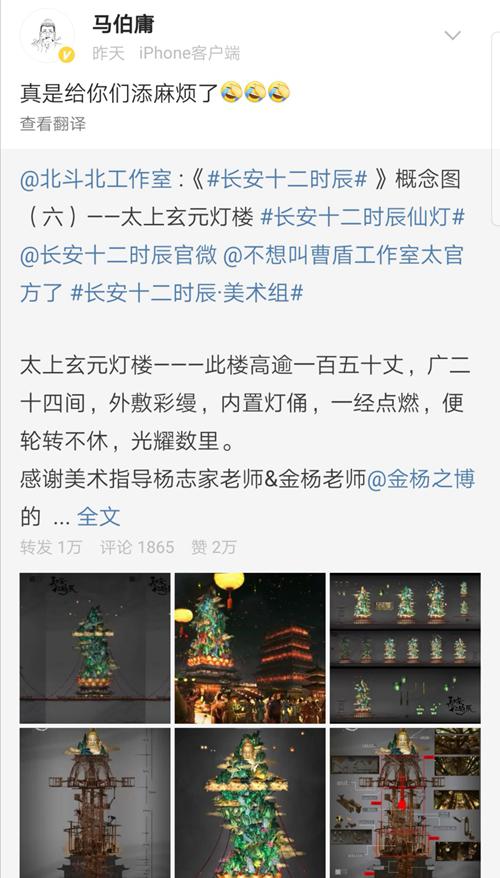 马伯庸
昨天 iPhone客户端
真是给你们添麻烦了🤣🤣🤣
查看翻译
@北斗北工作室 :《#长安十二时辰# 》概念图
（六）——太上玄元灯楼 #长安十二时辰仙灯#
@长安十二时辰官微 @不想叫曹盾工作室太官
方了 #长安十二时辰·美术组#
太上玄元灯楼———此楼高逾一百五十丈，广二
十四间，外敷彩缦，内置灯俑，一经点燃，便
轮转不休，光耀数里。
感谢美术指导杨志家老师&金杨老师@金杨之博
的 ... 全文
转发 1万 评论 1865 赞 2万